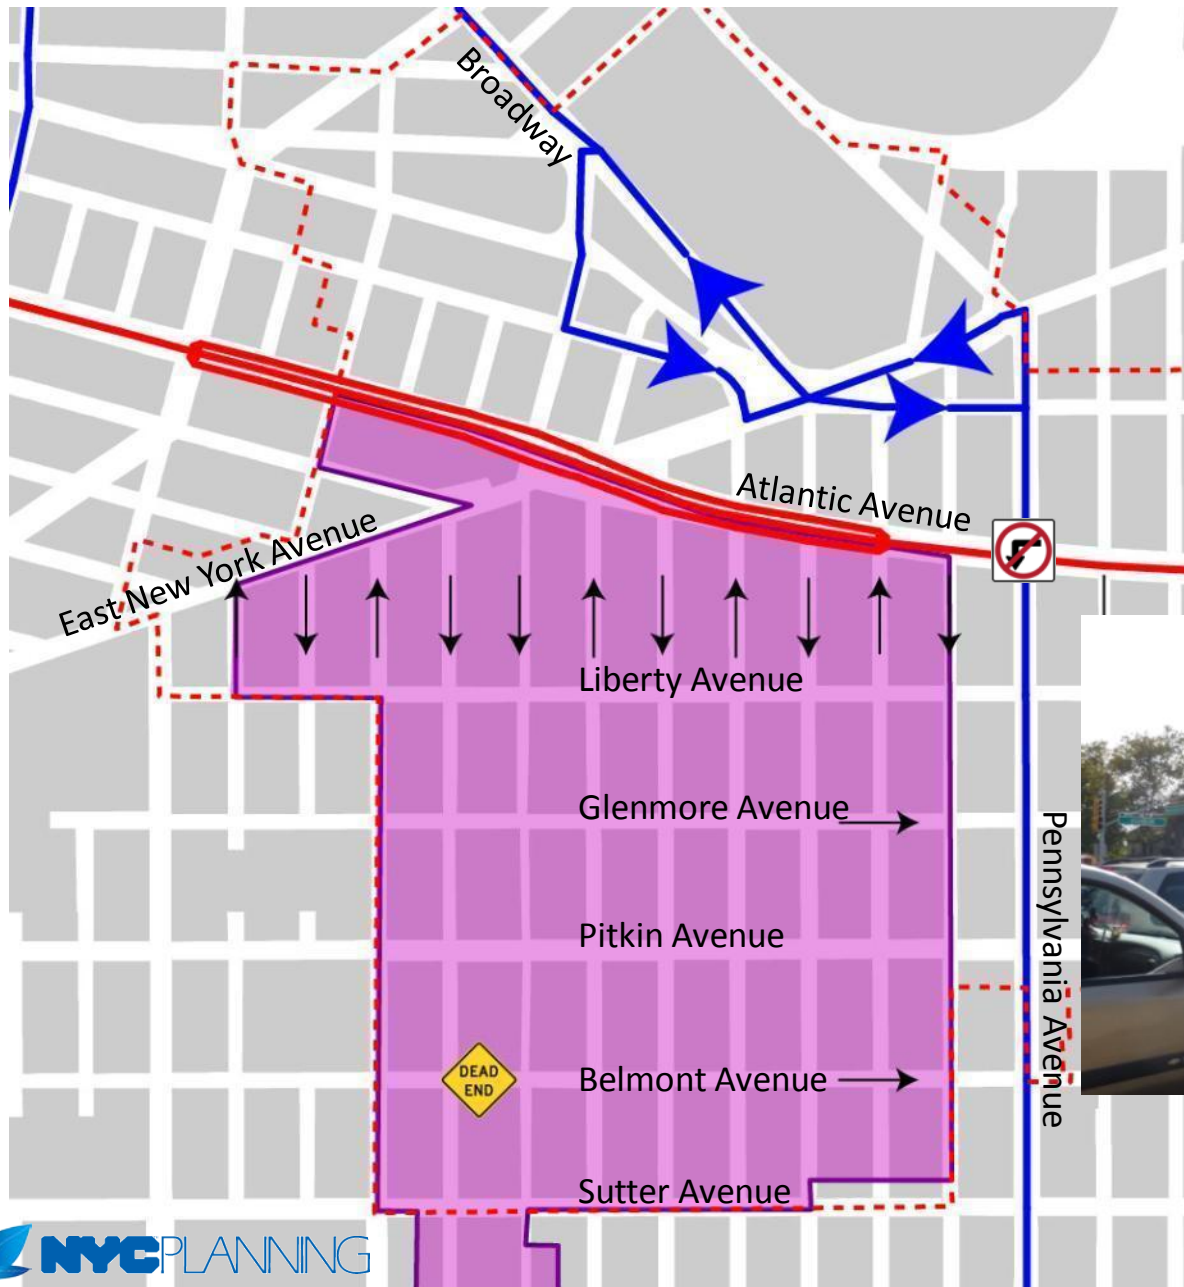 Broadway
Atlantic Avenue
East New York Avenue
Liberty Avenue
Glenmore Avenue
Pitkin Avenue
Pennsylvania Avenue
DEAD
END
Belmont Avenue
Sutter Avenue
NYCPLANNING